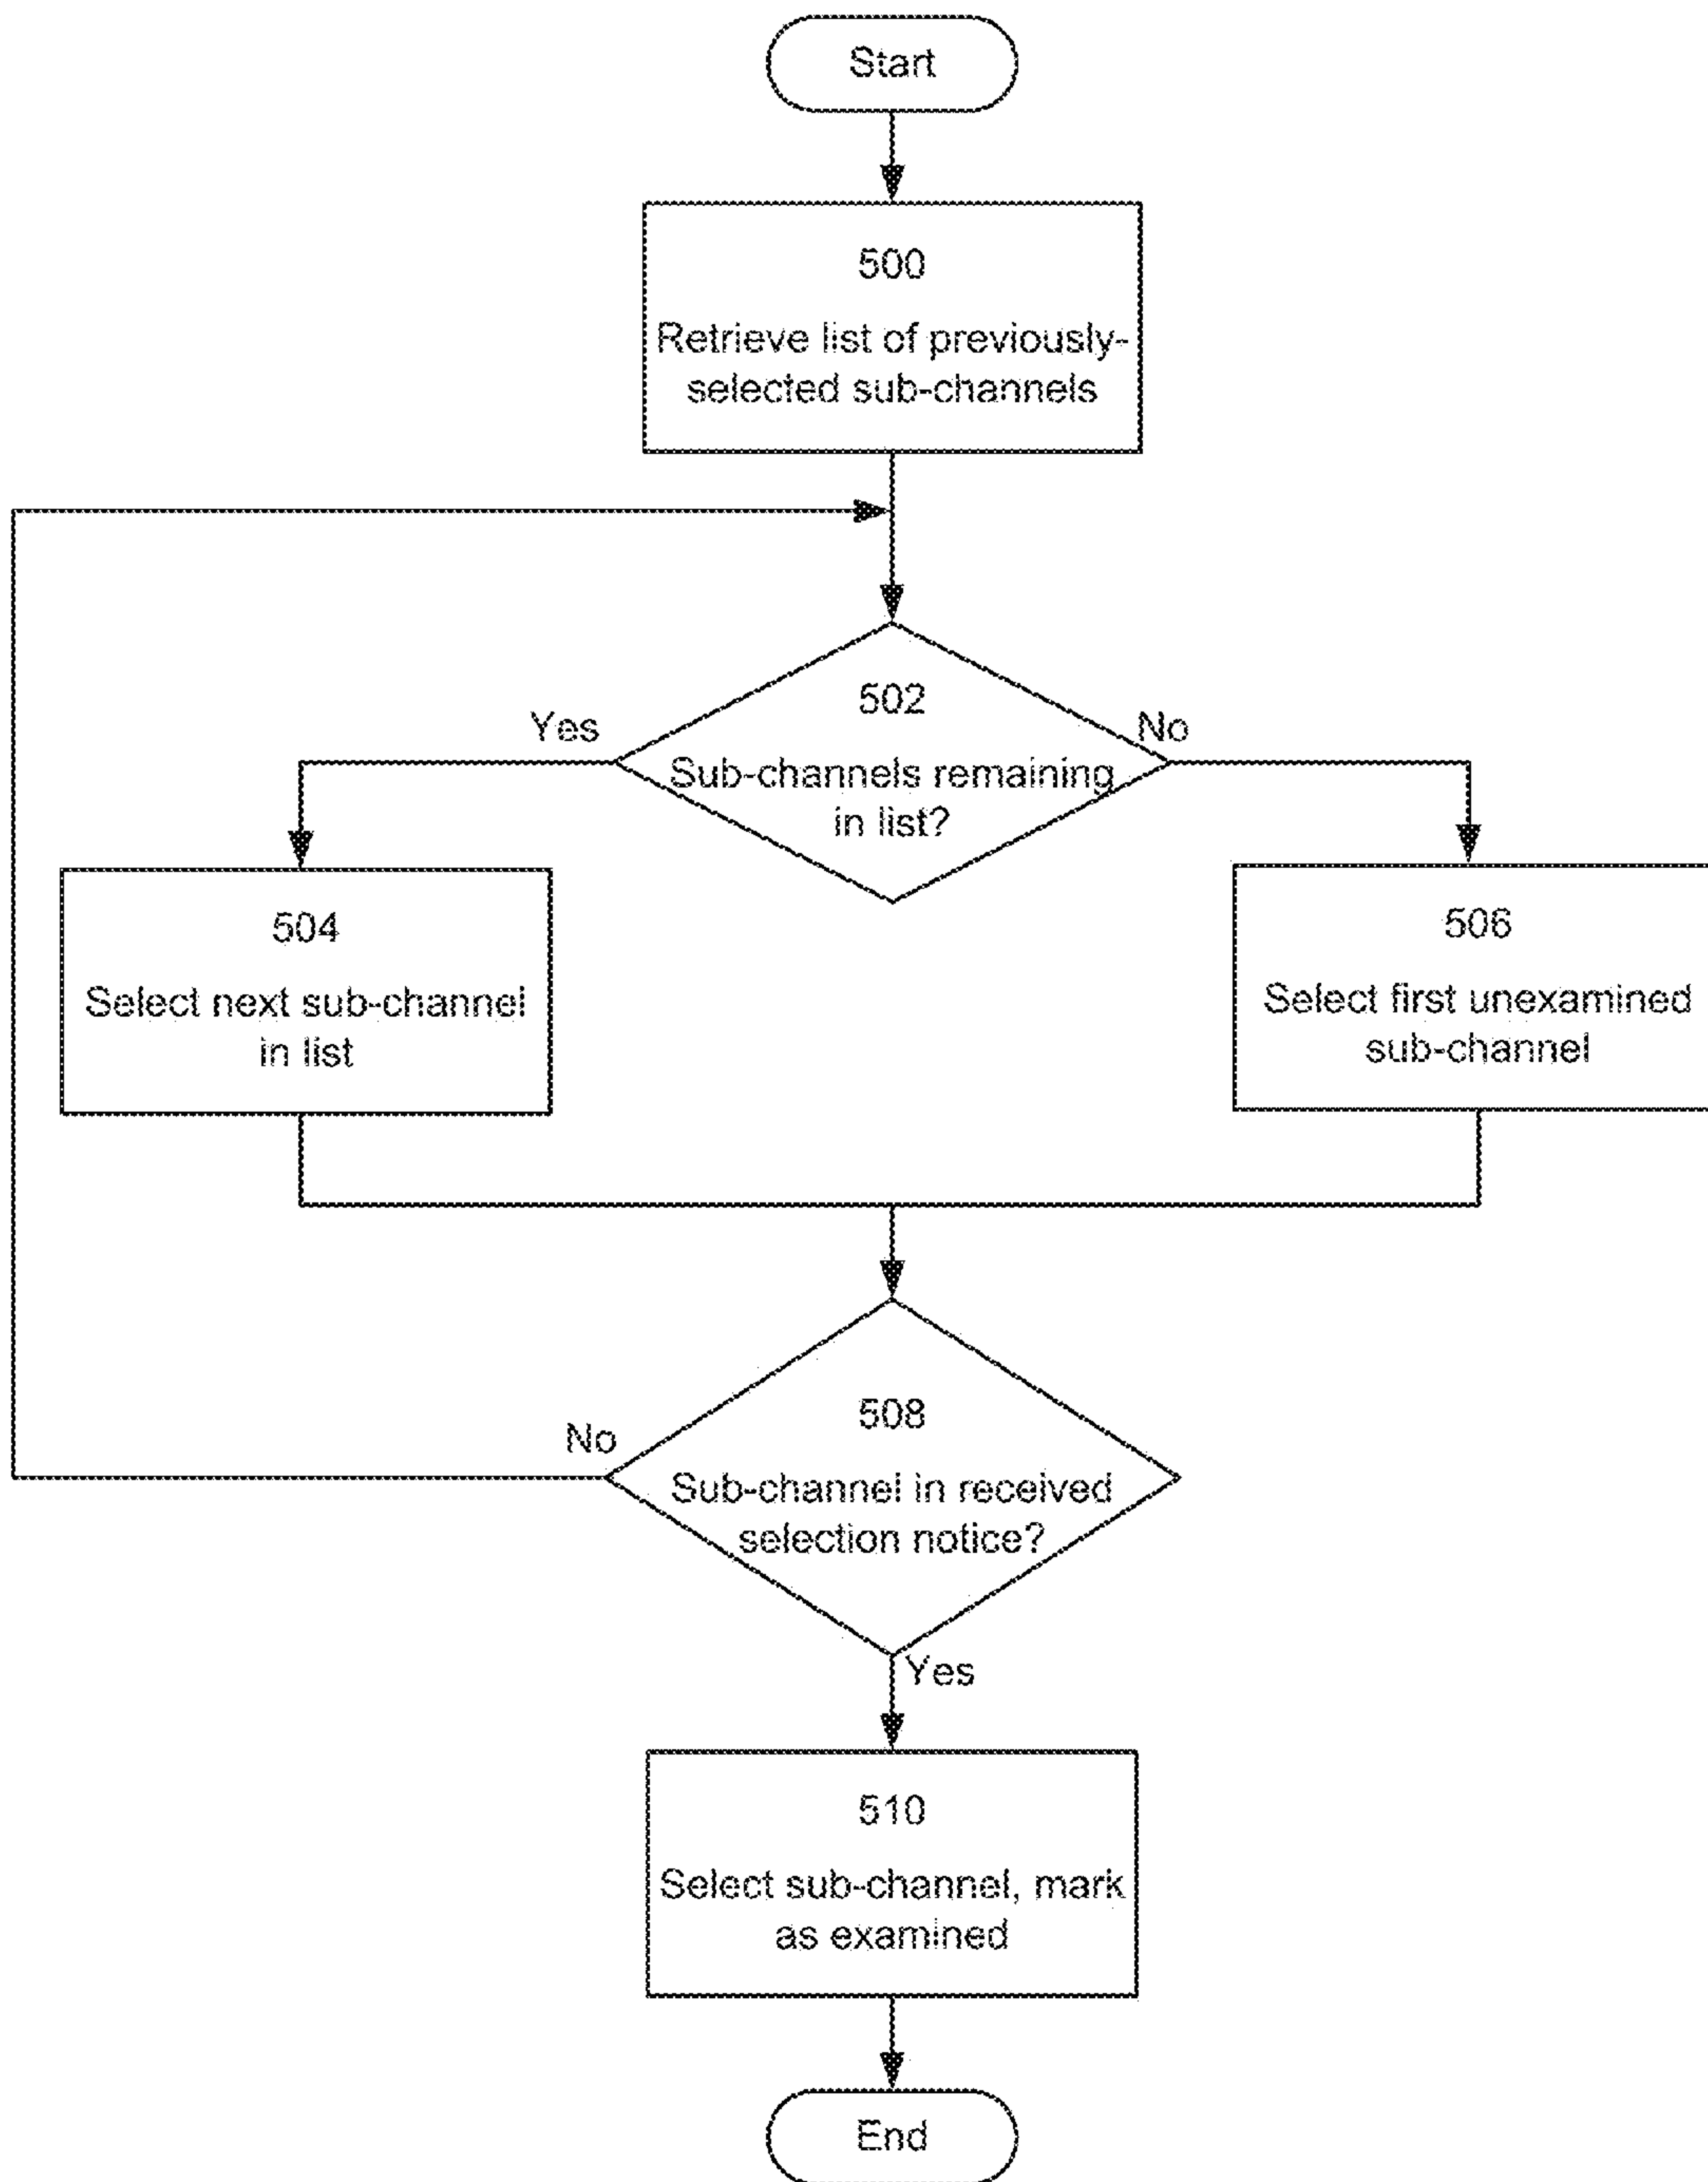 Start
500
Retrieve list of previously-
selected sub-channels
502
Yes
No
Sub-channels remaining
in list?
504
Select next sub-channel
in list
506
Select first unexamined
sub-channel
508
No
Sub-channel in received
selection notice?
Yes
510
Select sub-channel, mark
as examined
End